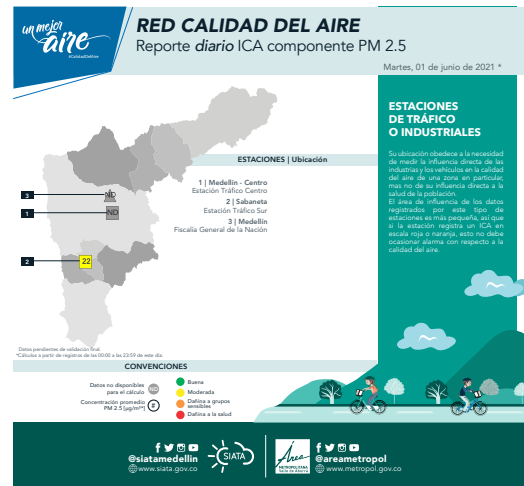 un mejor
aire
#CalidadDelAire
RED CALIDAD DEL AIRE
Reporte diario ICA componente PM 2.5
Martes, 01 de junio de 2021 *
ESTACIONES | Ubicación
1 | Medellín - Centro
Estación Tráfico Centro
2 | Sabaneta
Estación Tráfico Sur
3 | Medellín
Fiscalía General de la Nación
3
ND
1
ND
2
22
ESTACIONES
DE TRÁFICO
O INDUSTRIALES
Su ubicación obedece a la necesidad
de medir la influencia directa de las
industrias y los vehículos en la calidad
del aire de una zona en particular,
mas no de su influencia directa a la
salud de la población.
El área de influencia de los datos
registrados por este tipo de
estaciones es más pequeña, así que
si la estación registra un ICA en
escala roja o naranja, esto no debe
ocasionar alarma con respecto a la
calidad del aire.
Datos pendientes de validación final.
*Cálculos a partir de registros de las 00:00 a las 23:59 de este día.
CONVENCIONES
Datos no disponibles
para el cálculo
ND
Concentración promedio
PM 2.5 (µg/m³*)
#
Buena
Moderada
Dañina a grupos
sensibles
Dañina a la salud
@siatamedellin
www.siata.gov.co
SIATA
Área
METROPOLITANA
Valle de Aburrá
@areametropol
www.metropol.gov.co